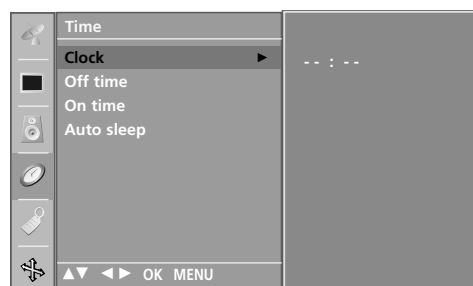 Time
Clock ►
-- : --
Off time
On time
Auto sleep
▲▼ ◄► OK MENU